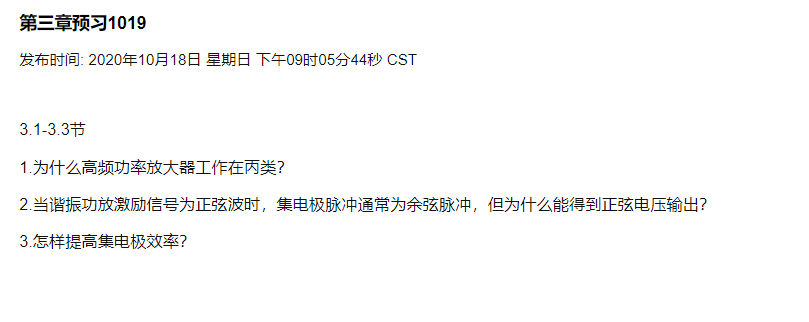 第三章预习1019
发布时间: 2020年10月18日 星期日 下午09时05分44秒 CST
3.1-3.3节
1.为什么高频功率放大器工作在丙类？
2.当谐振功放激励信号为正弦波时，集电极脉冲通常为余弦脉冲，但为什么能得到正弦电压输出？
3.怎样提高集电极效率？